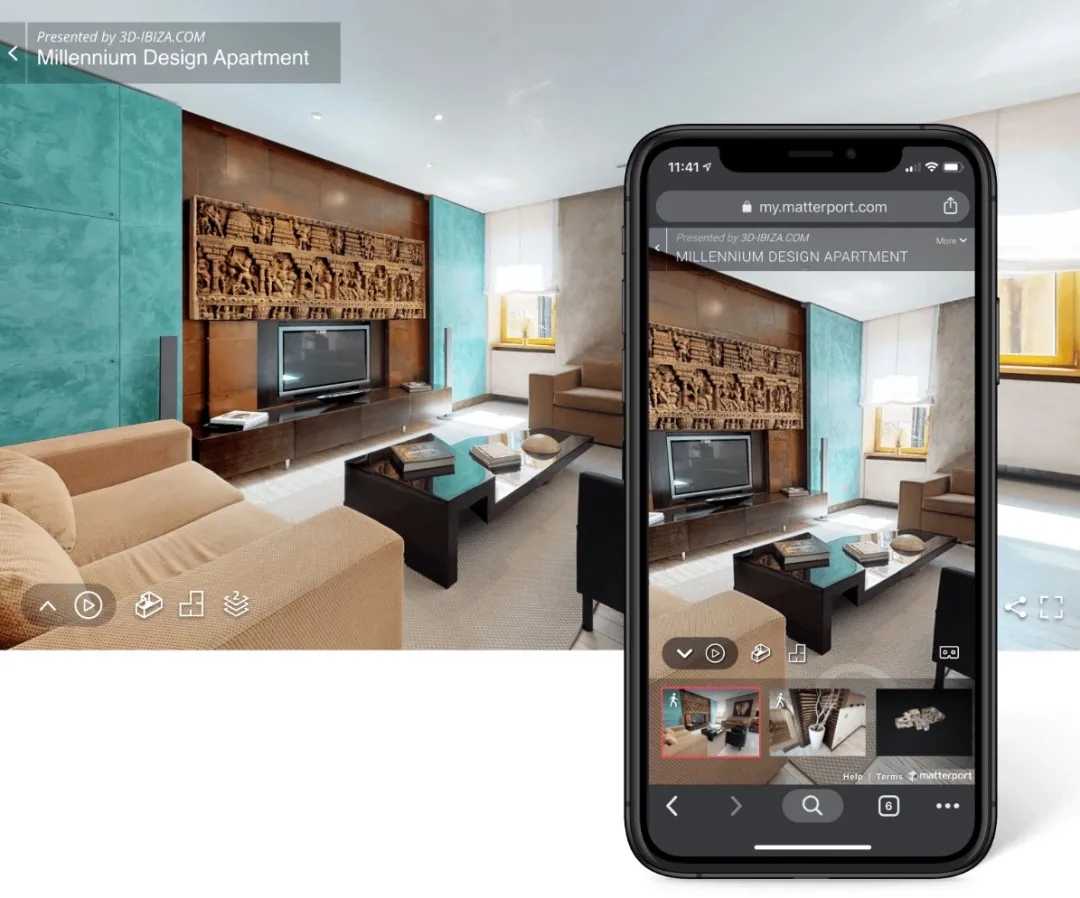 Presented by 3D-IBIZA.COM
Millennium Design Apartment
2
11:41
my.matterport.com
Presented by 3D-IBIZA.COM
More
MILLENNIUM DESIGN APARTMENT
Help | Terms matterport
6